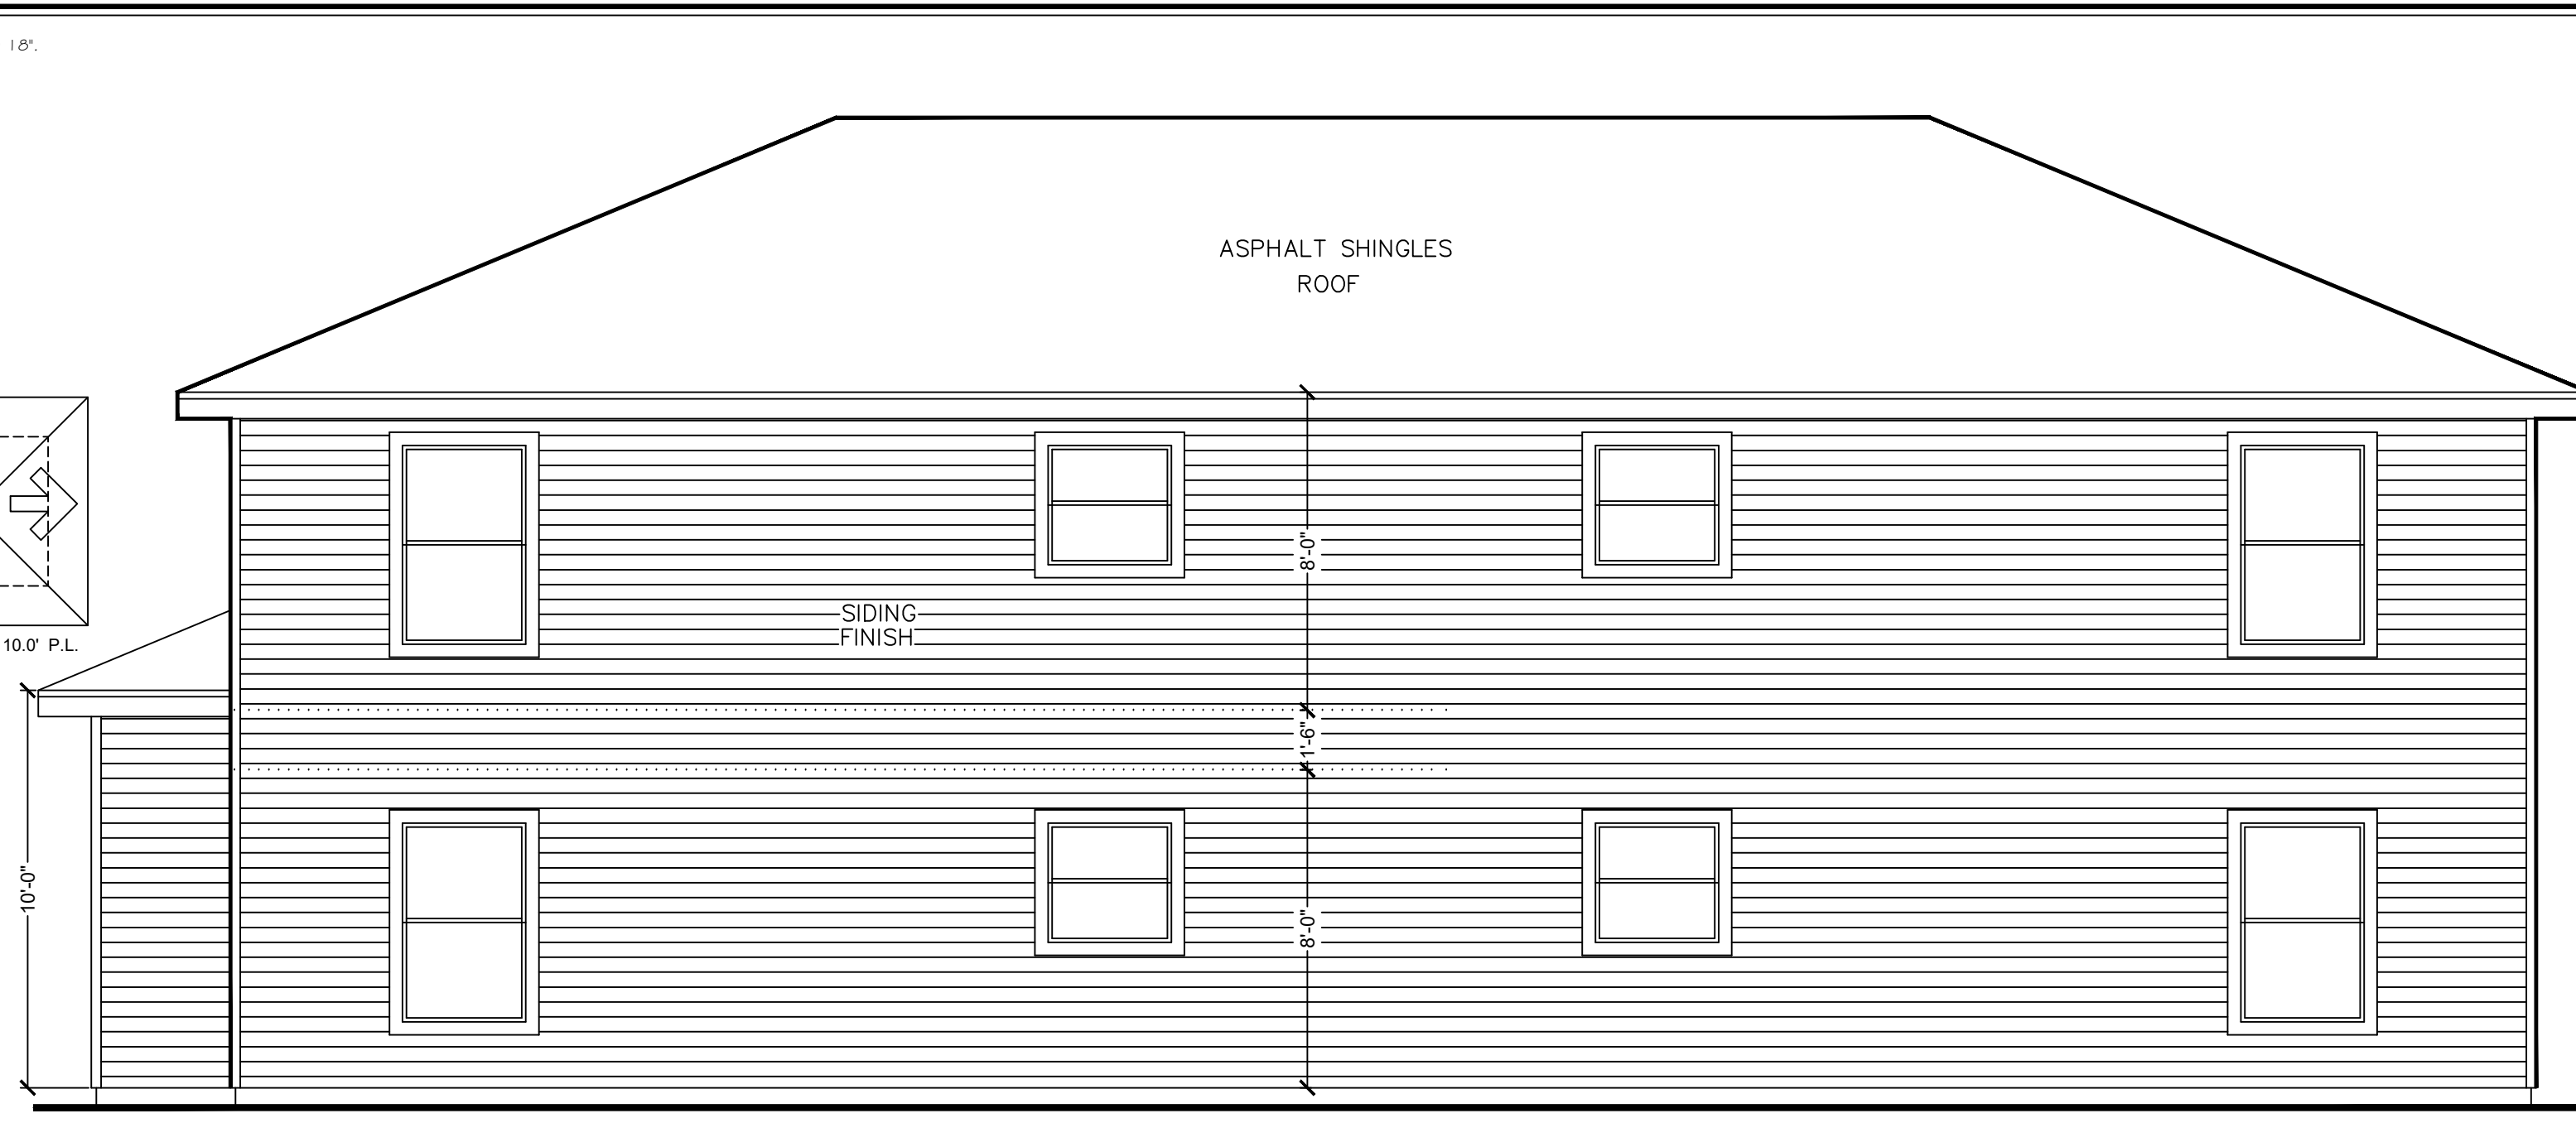 18".
ASPHALT SHINGLES
ROOF
8'-0"
SIDING
FINISH
10.0' P.L.
1'-6"
10'-0"
8'-0"